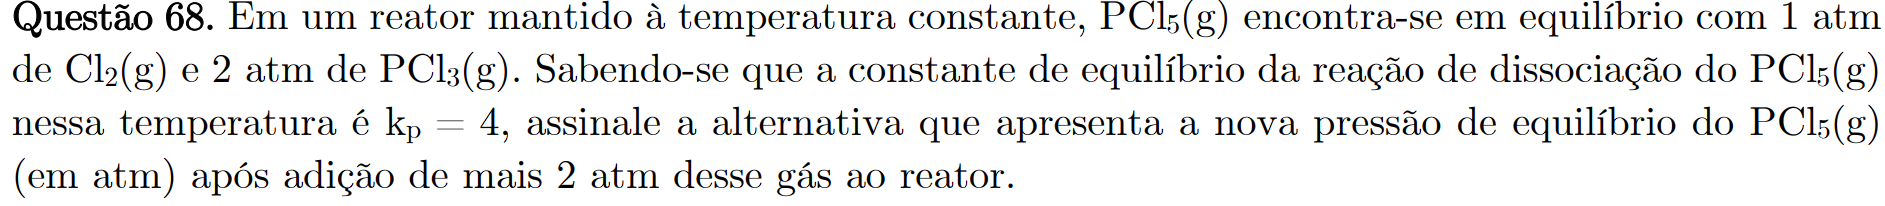 Questão 68. Em um reator mantido à temperatura constante, PCl₅(g) encontra-se em equilíbrio com 1 atm
de Cl₂(g) e 2 atm de PCl₃(g). Sabendo-se que a constante de equilíbrio da reação de dissociação do PCl₅(g)
nessa temperatura é kₚ = 4, assinale a alternativa que apresenta a nova pressão de equilíbrio do PCl₅(g)
(em atm) após adição de mais 2 atm desse gás ao reator.